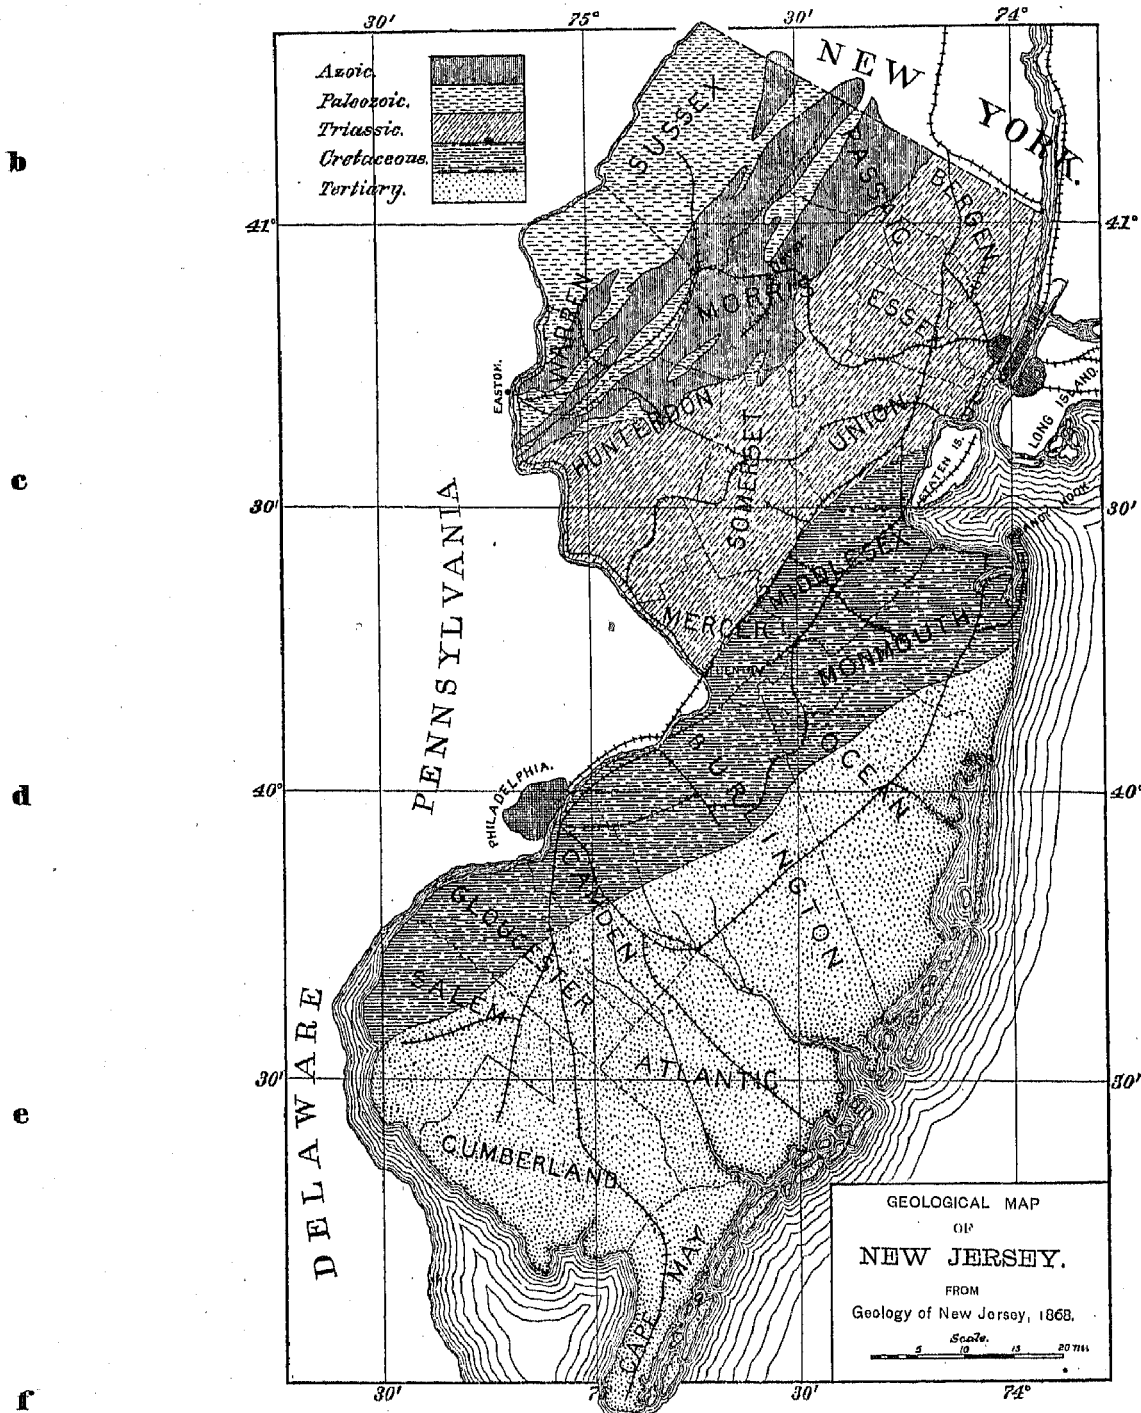 30'
75°
30'
74°
Azoic.
Paleozoic.
Triassic.
Cretaceous.
Tertiary.
NEW
YORK.
b
SUSSEX
PASSAIC
BERGEN
41°
41°
MORRIS
ESSEX
WARREN
EASTON.
HUNTERDON
SOMERSET
UNION
STATEN IS.
LONG ISLAND.
SANDY HOOK
c
30'
30'
PENNSYLVANIA
MIDDLESEX
MERCER
MONMOUTH
d
40°
40°
PHILADELPHIA.
BURLINGTON
OCEAN
CAMDEN
GLOUCESTER
SALEM
DELAWARE
30'
30'
ATLANTIC
e
CUMBERLAND
CAPE MAY
GEOLOGICAL MAP
OF
NEW JERSEY.
FROM
Geology of New Jersey, 1868.
Scale.
5 10 15 20 mls
f
30'
30'
74°